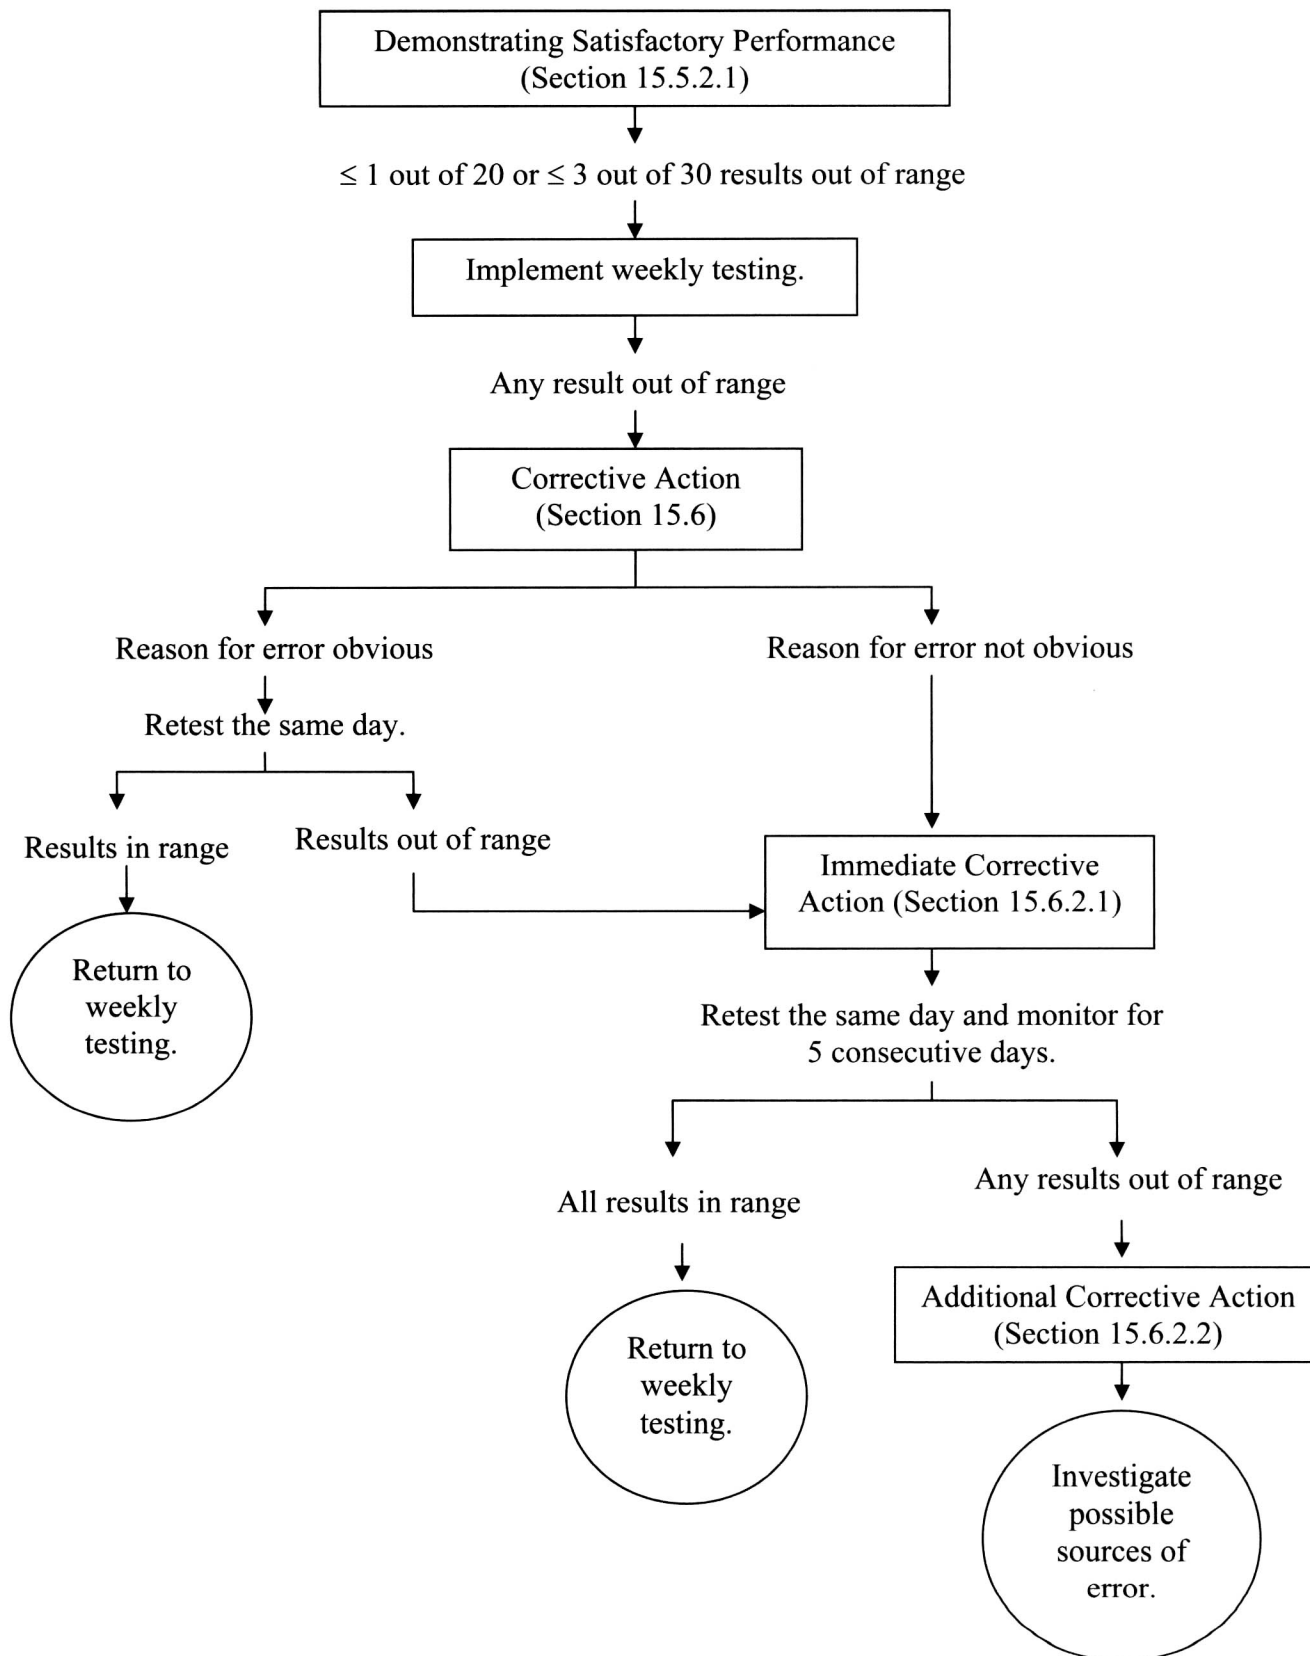 Demonstrating Satisfactory Performance
(Section 15.5.2.1)
≤ 1 out of 20 or ≤ 3 out of 30 results out of range
Implement weekly testing.
Any result out of range
Corrective Action
(Section 15.6)
Reason for error obvious
Reason for error not obvious
Retest the same day.
Results in range
Results out of range
Immediate Corrective
Action (Section 15.6.2.1)
Return to
weekly
testing.
Retest the same day and monitor for
5 consecutive days.
All results in range
Any results out of range
Return to
weekly
testing.
Additional Corrective Action
(Section 15.6.2.2)
Investigate
possible
sources of
error.